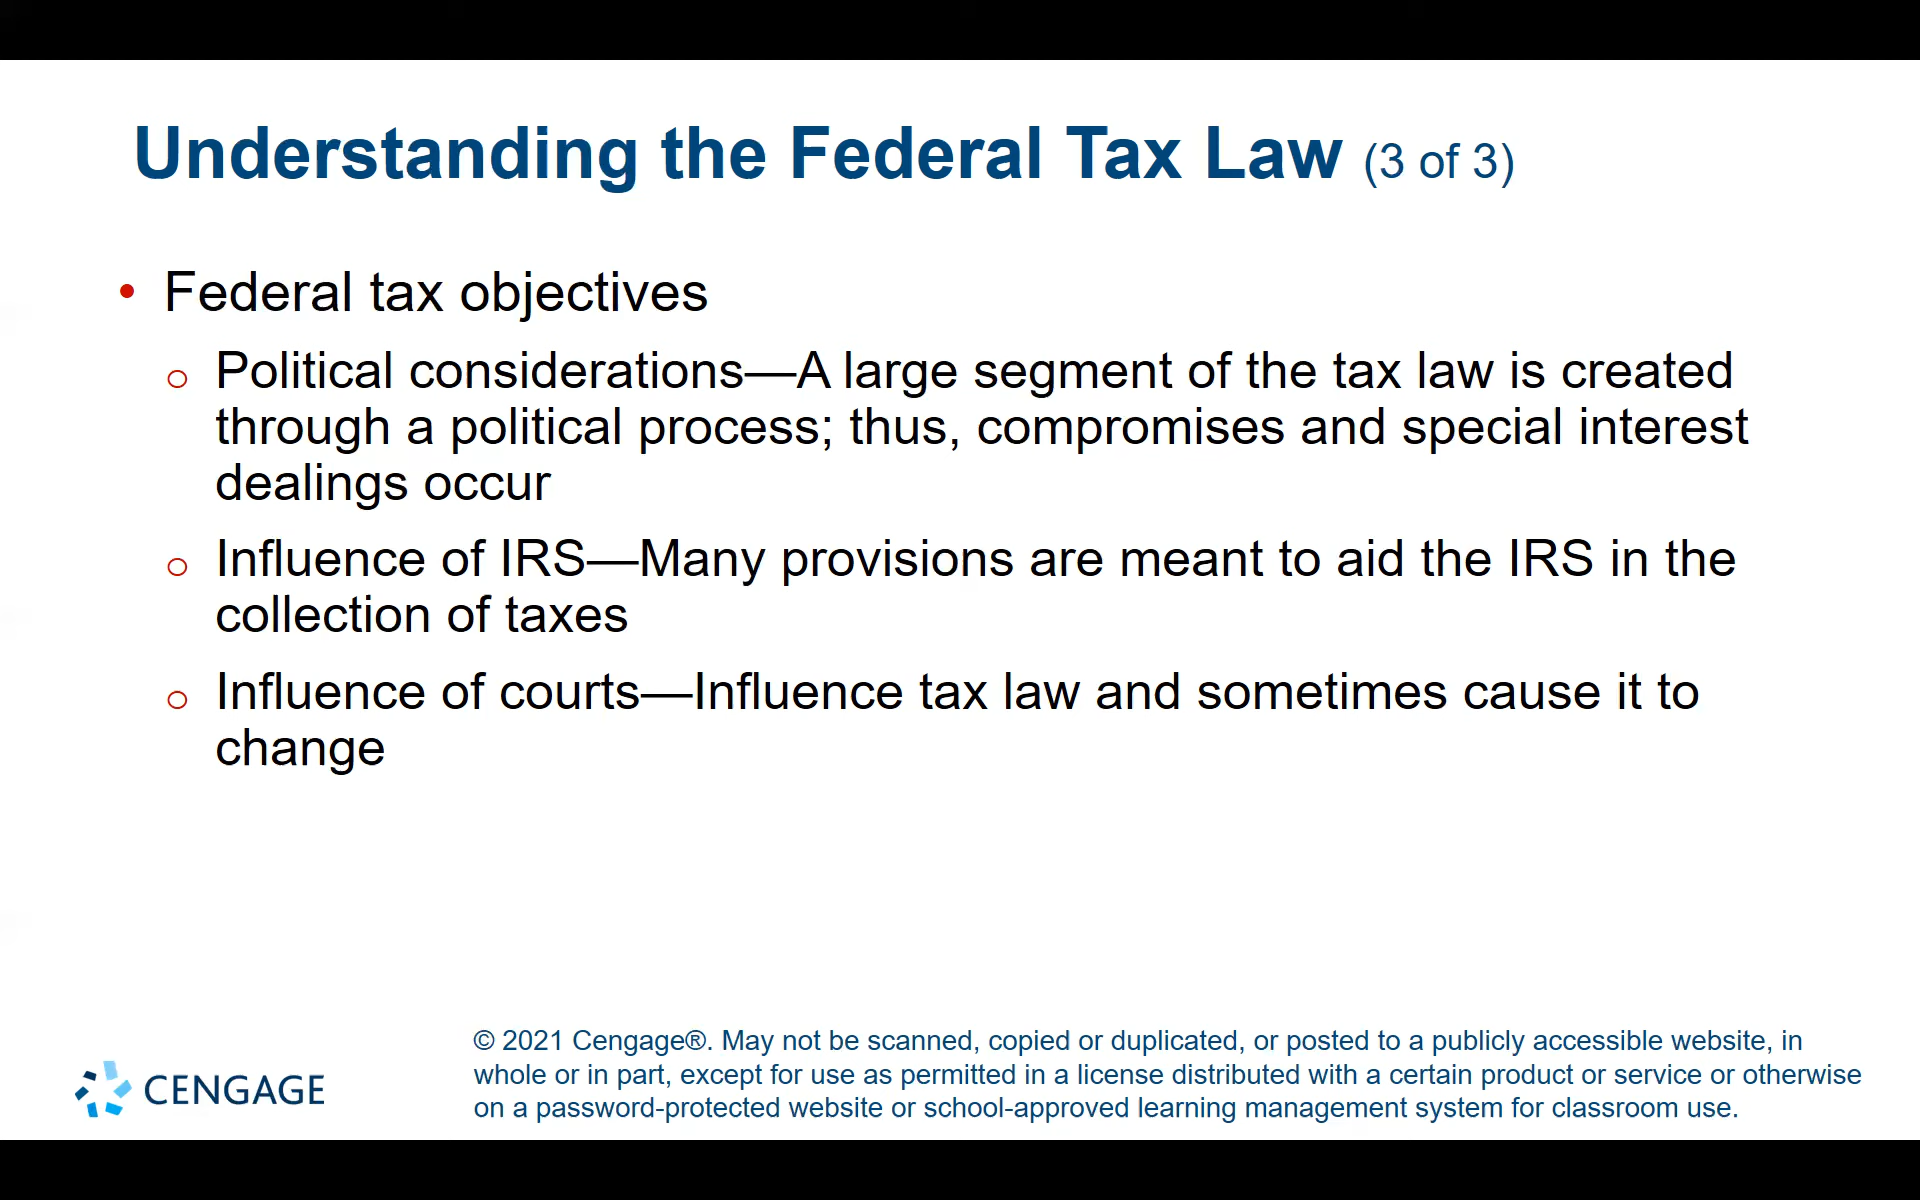 Understanding the Federal Tax Law (3 of 3)
• Federal tax objectives
o Political considerations—A large segment of the tax law is created
through a political process; thus, compromises and special interest
dealings occur
o Influence of IRS—Many provisions are meant to aid the IRS in the
collection of taxes
o Influence of courts—Influence tax law and sometimes cause it to
change
CENGAGE
© 2021 Cengage®. May not be scanned, copied or duplicated, or posted to a publicly accessible website, in
whole or in part, except for use as permitted in a license distributed with a certain product or service or otherwise
on a password-protected website or school-approved learning management system for classroom use.